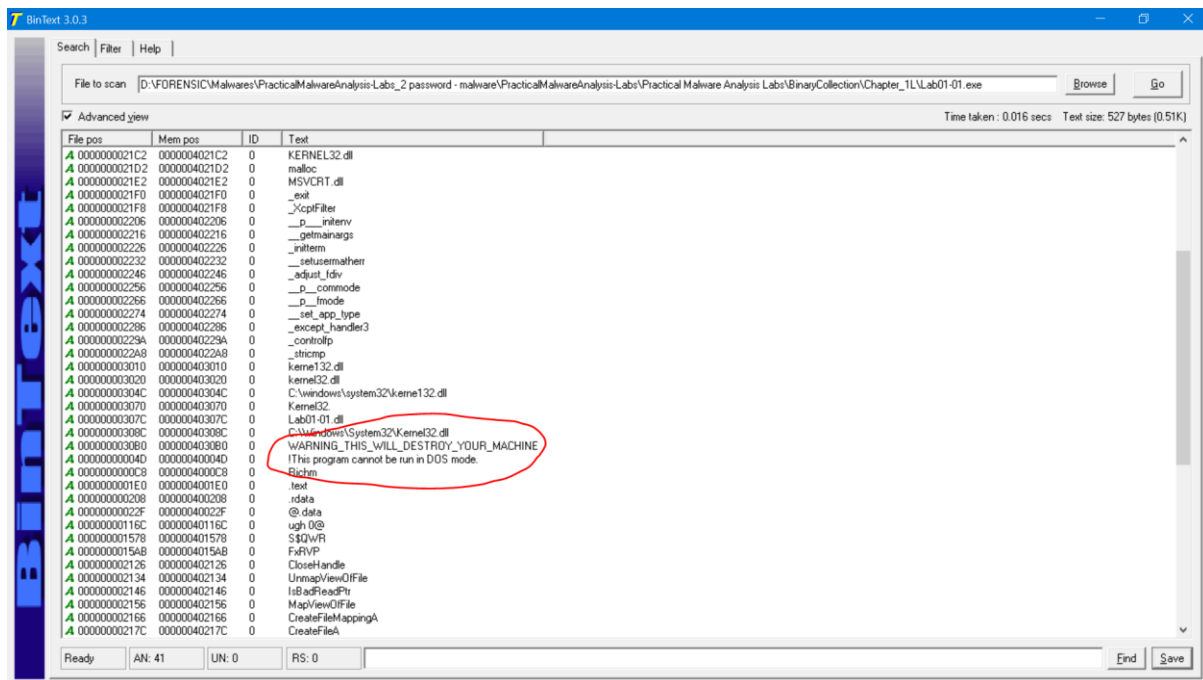 BinText 3.0.3
Search Filter Help
File to scan D:\FORENSIC\Malwares\PracticalMalwareAnalysis-Labs_2 password - malware\PracticalMalwareAnalysis-Labs\Practical Malware Analysis Labs\BinaryCollection\Chapter_1L\Lab01-01.exe Browse Go
Advanced view Time taken : 0.016 secs Text size: 527 bytes (0.51K)
File pos Mem pos ID Text
A 0000000021C2 0000004021C2 0 KERNEL32.dll
A 0000000021D2 0000004021D2 0 malloc
A 0000000021E2 0000004021E2 0 MSVCRT.dll
A 0000000021F0 0000004021F0 0 _exit
A 0000000021F8 0000004021F8 0 _XcptFilter
A 000000002206 000000402206 0 __p___initenv
A 000000002216 000000402216 0 __getmainargs
A 000000002226 000000402226 0 _initterm
A 000000002232 000000402232 0 __setusermatherr
A 000000002246 000000402246 0 _adjust_fdiv
A 000000002256 000000402256 0 __p__commode
A 000000002266 000000402266 0 __p__fmode
A 000000002274 000000402274 0 __set_app_type
A 000000002286 000000402286 0 _except_handler3
A 00000000229A 00000040229A 0 _controlfp
A 0000000022A8 0000004022A8 0 _stricmp
A 000000003010 000000403010 0 kerne132.dll
A 000000003020 000000403020 0 kernel32.dll
A 00000000304C 00000040304C 0 C:\windows\system32\kerne132.dll
A 000000003070 000000403070 0 Kernel32.
A 00000000307C 00000040307C 0 Lab01-01.dll
A 00000000308C 00000040308C 0 C:\Windows\System32\Kernel32.dll
A 0000000030B0 0000004030B0 0 WARNING_THIS_WILL_DESTROY_YOUR_MACHINE
A 00000000004D 00000040004D 0 !This program cannot be run in DOS mode.
A 0000000000C8 0000004000C8 0 Richm
A 0000000001E0 0000004001E0 0 .text
A 000000000208 000000400208 0 .rdata
A 00000000022F 00000040022F 0 @.data
A 00000000116C 00000040116C 0 ugh 0@
A 000000001578 000000401578 0 S$QWR
A 0000000015AB 0000004015AB 0 FxRVP
A 000000002126 000000402126 0 CloseHandle
A 000000002134 000000402134 0 UnmapViewOfFile
A 000000002146 000000402146 0 IsBadReadPtr
A 000000002156 000000402156 0 MapViewOfFile
A 000000002166 000000402166 0 CreateFileMappingA
A 00000000217C 00000040217C 0 CreateFileA
Ready AN: 41 UN: 0 RS: 0 Find Save
BinText